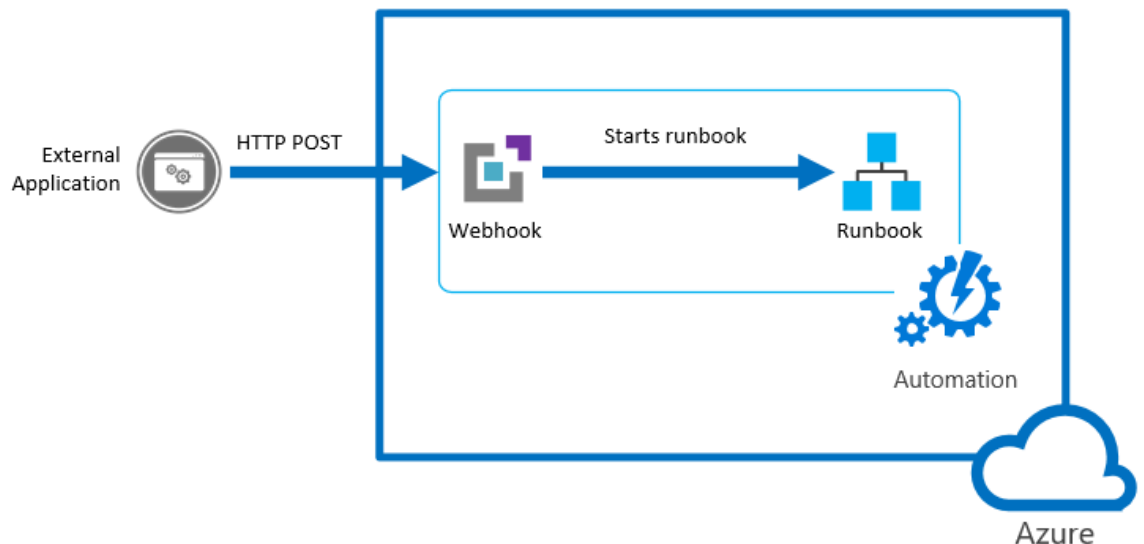 External
Application
HTTP POST
Webhook
Starts runbook
Runbook
Automation
Azure